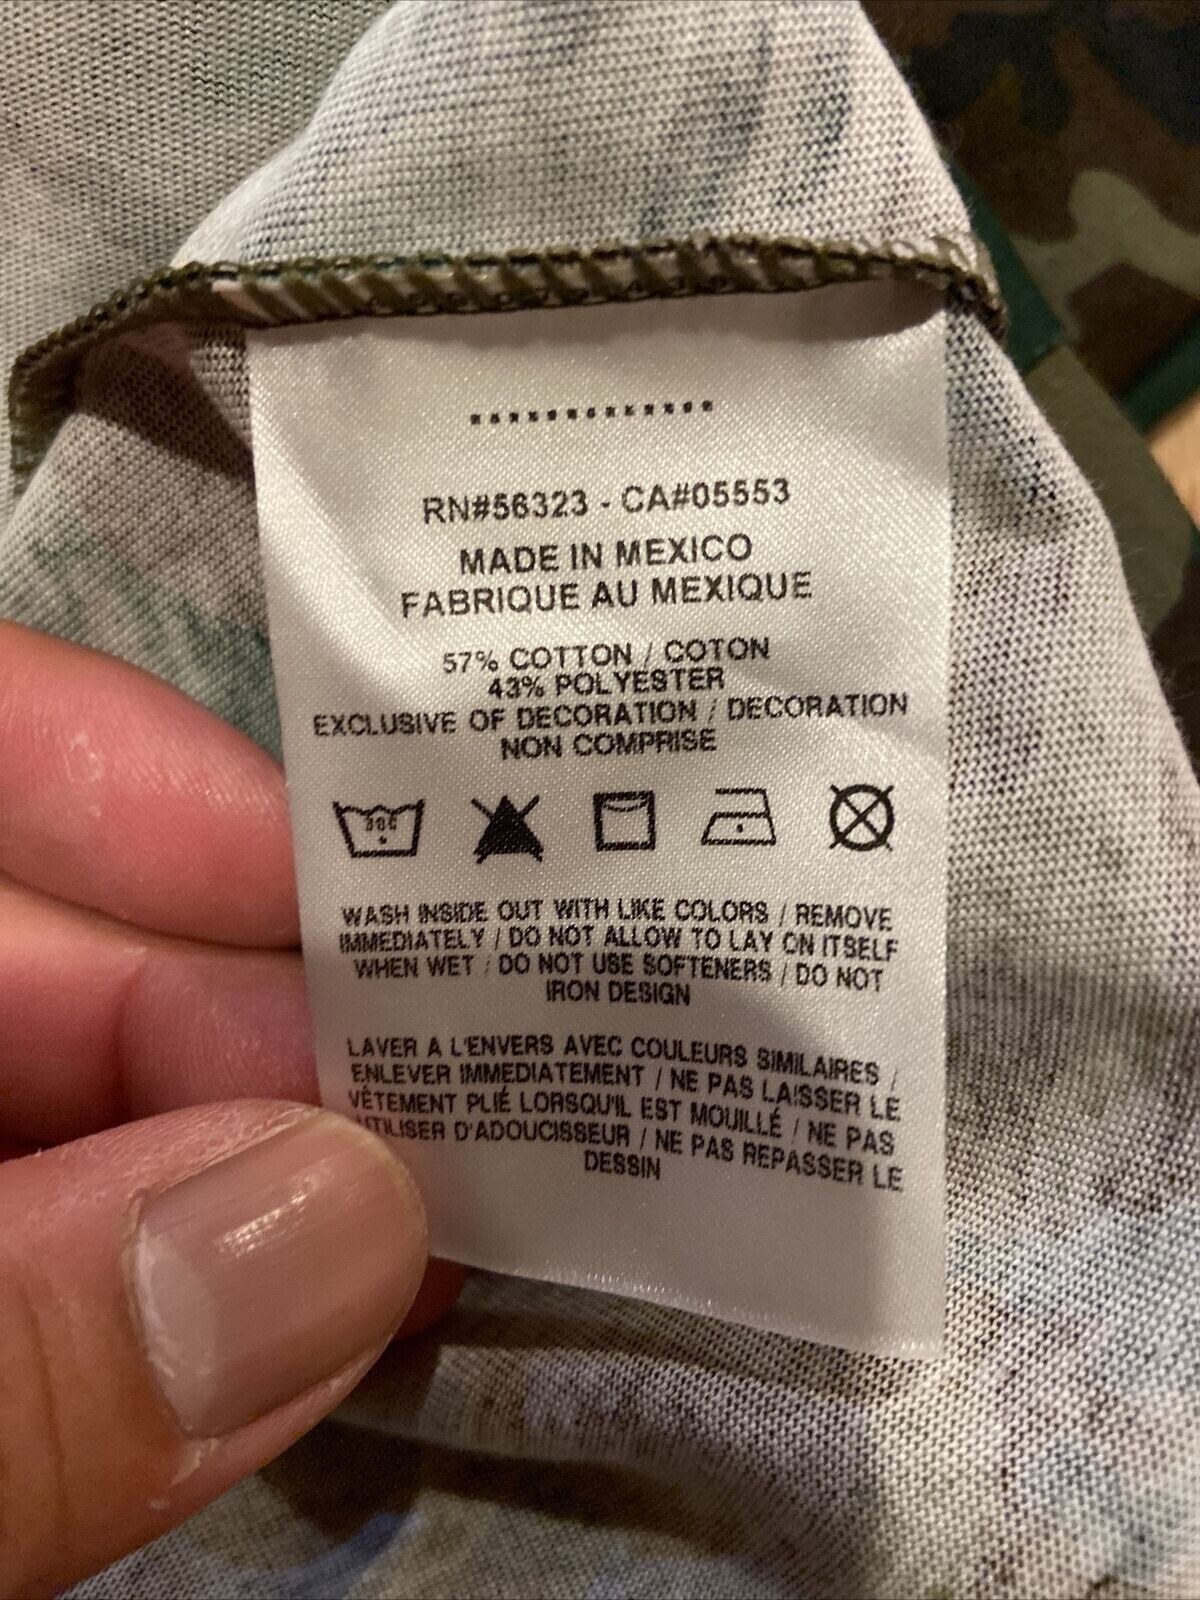 RN#56323 - CA#05553
MADE IN MEXICO
FABRIQUE AU MEXIQUE
57% COTTON / COTON
43% POLYESTER
EXCLUSIVE OF DECORATION / DECORATION
NON COMPRISE
30C
WASH INSIDE OUT WITH LIKE COLORS / REMOVE
IMMEDIATELY / DO NOT ALLOW TO LAY ON ITSELF
WHEN WET / DO NOT USE SOFTENERS / DO NOT
IRON DESIGN
LAVER A L'ENVERS AVEC COULEURS SIMILAIRES /
ENLEVER IMMEDIATEMENT / NE PAS LAISSER LE
VÊTEMENT PLIÉ LORSQU'IL EST MOUILLÉ / NE PAS
UTILISER D'ADOUCISSEUR / NE PAS REPASSER LE
DESSIN